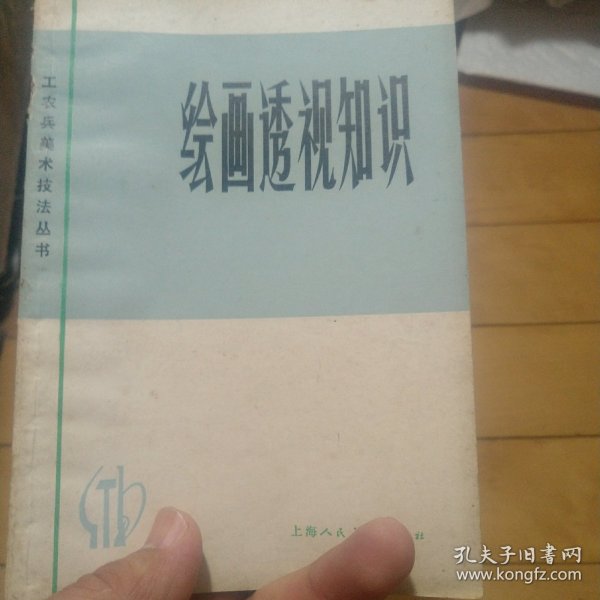 工农兵美术技法丛书
绘画透视知识
上海人民
社
孔夫子旧书网
www.kongfz.com